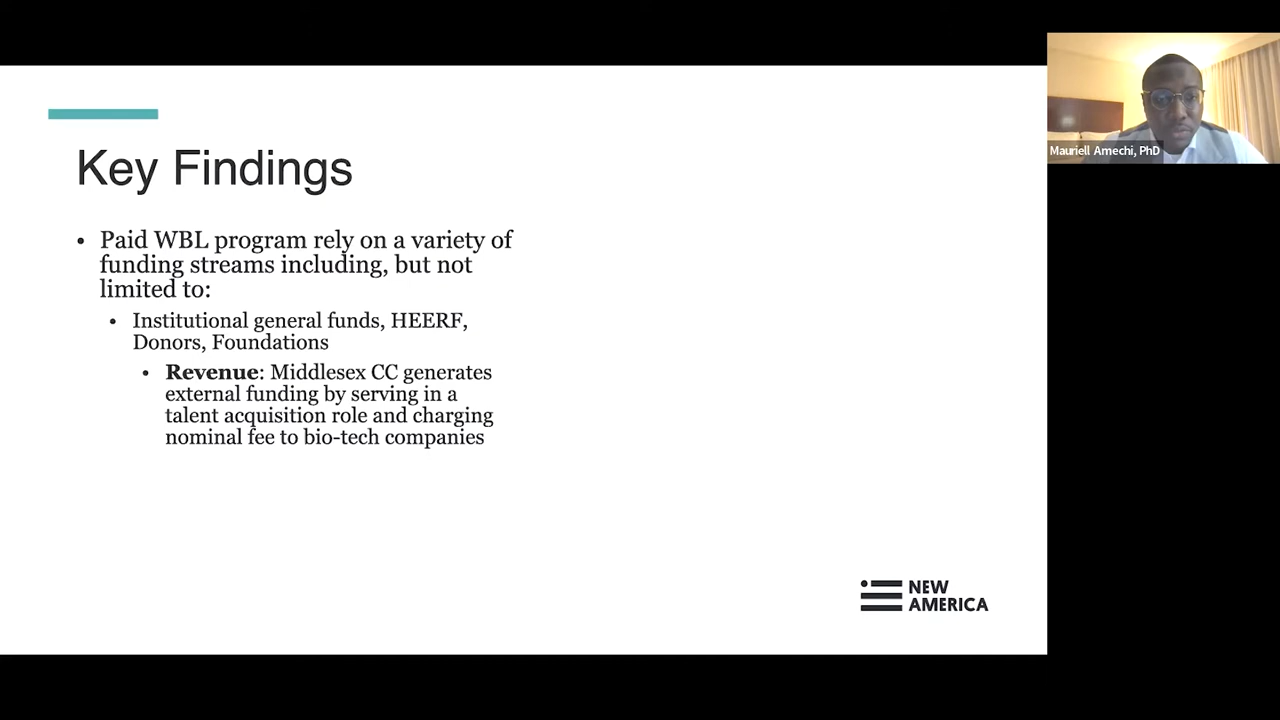 Key Findings
• Paid WBL program rely on a variety of
funding streams including, but not
limited to:
• Institutional general funds, HEERF,
Donors, Foundations
• Revenue: Middlesex CC generates
external funding by serving in a
talent acquisition role and charging
nominal fee to bio-tech companies
NEW
AMERICA
Mauriell Amechi, PhD